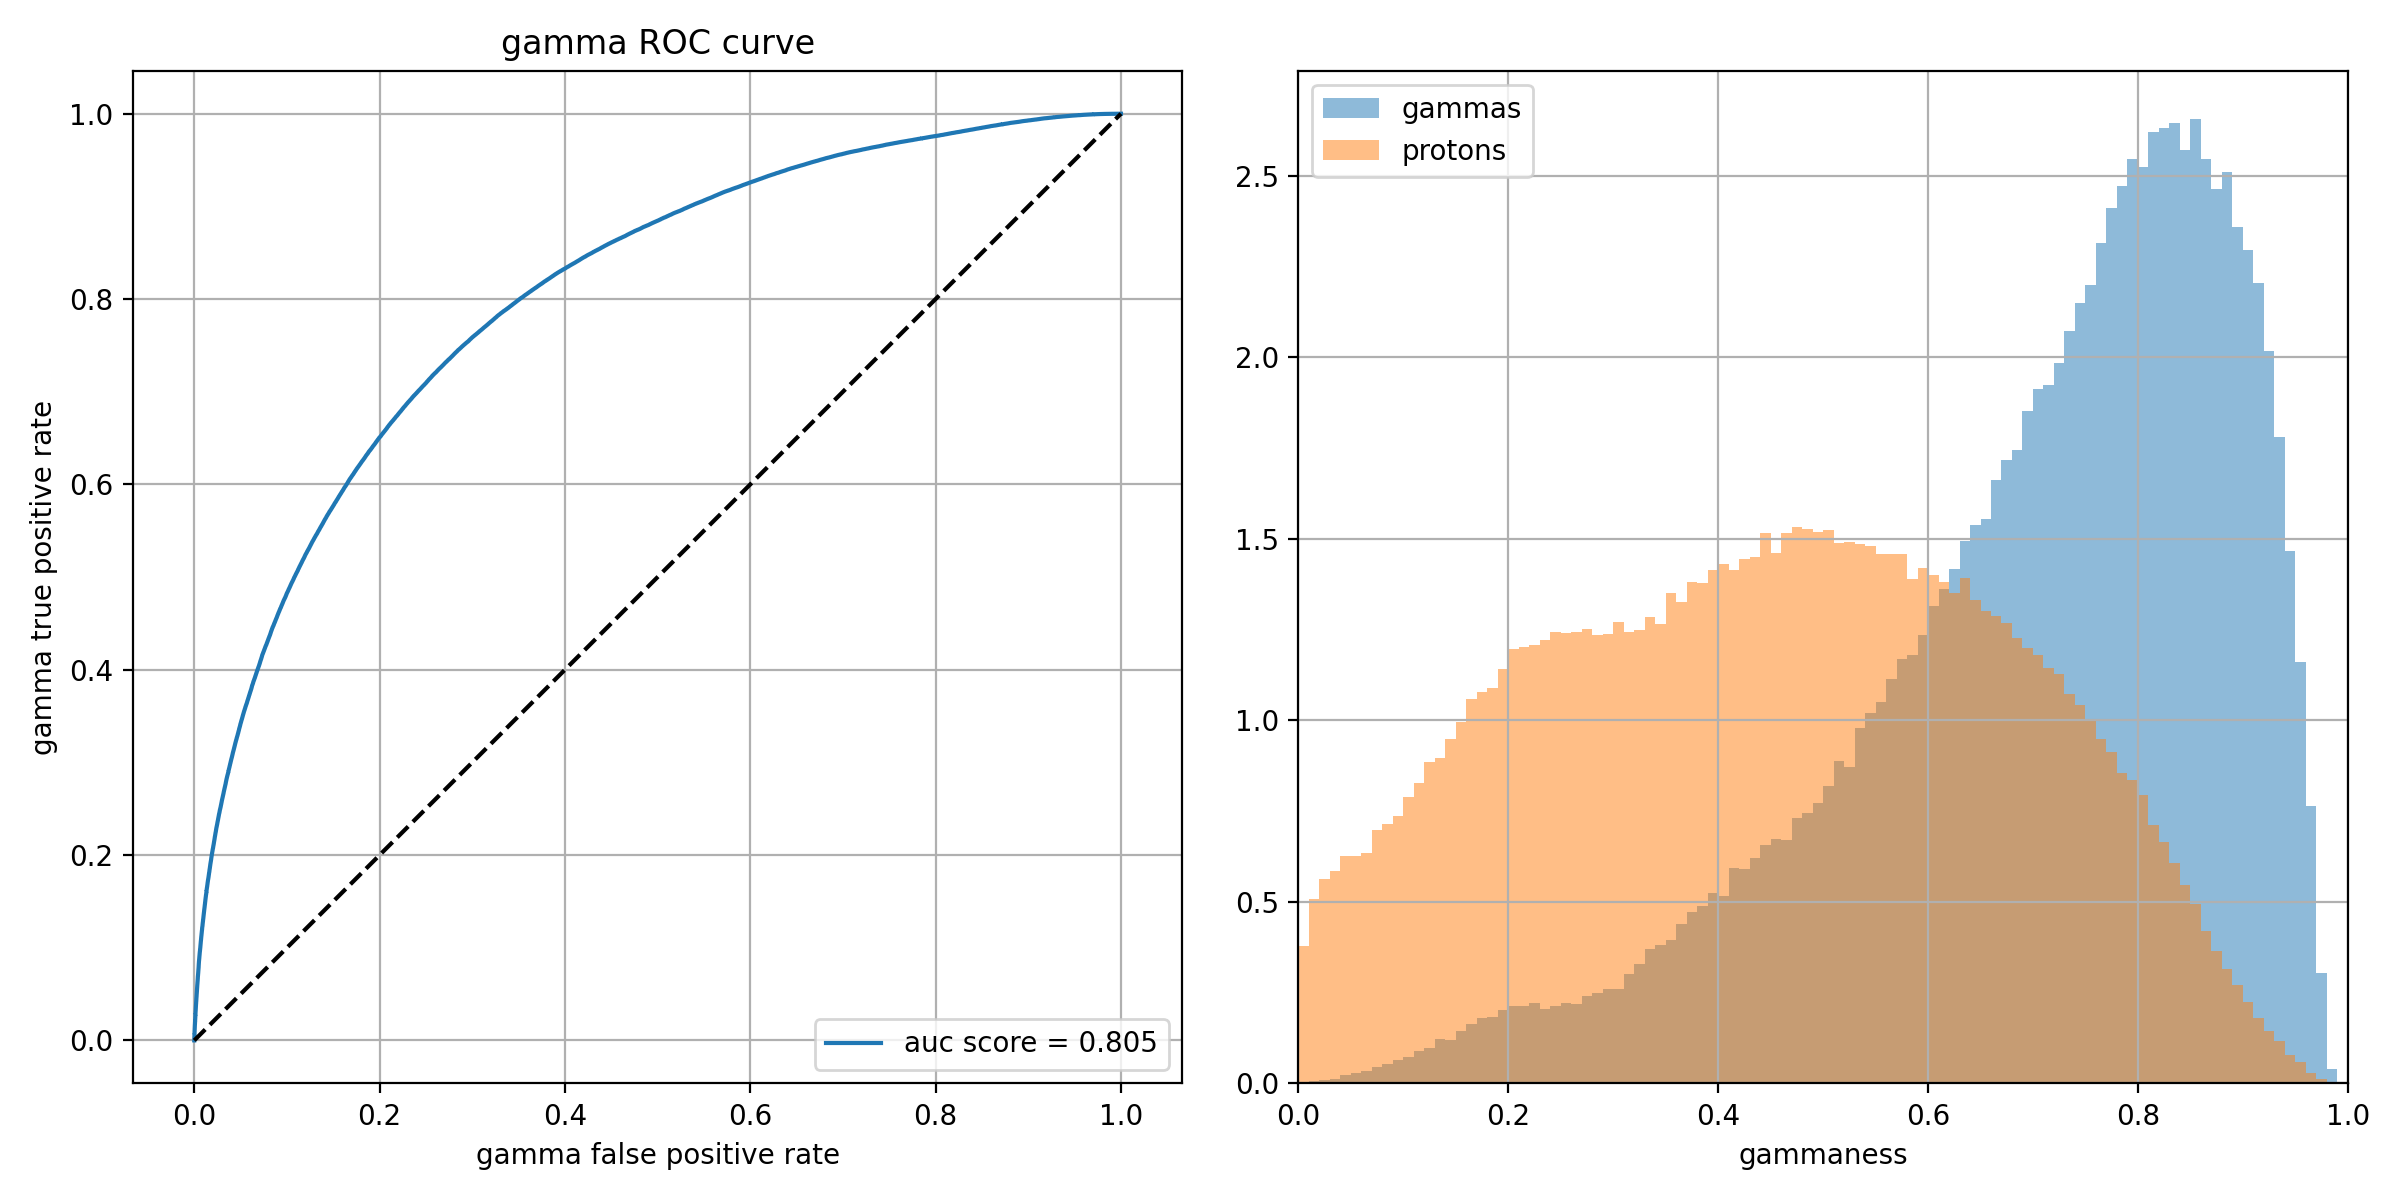 gamma ROC curve
gamma true positive rate
1.0
0.8
0.6
0.4
0.2
0.0
auc score = 0.805
0.0 0.2 0.4 0.6 0.8 1.0
gamma false positive rate
gammas
protons
2.5
2.0
1.5
1.0
0.5
0.0
0.0 0.2 0.4 0.6 0.8 1.0
gammaness